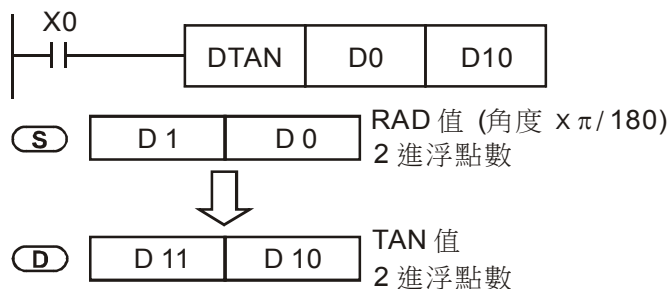 X0
DTAN D0 D10
S D 1 D 0 RAD 值 (角度 x π/ 180)
2 進浮點數
D D 11 D 10 TAN 值
2 進浮點數